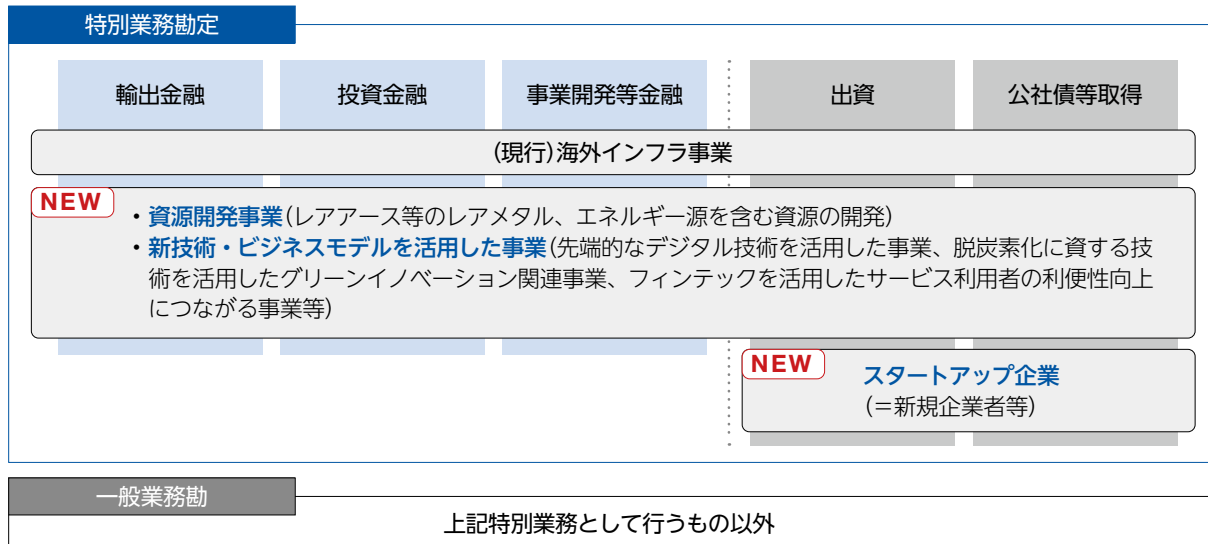 特別業務勘定
輸出金融 投資金融 事業開発等金融 出資 公社債等取得
(現行)海外インフラ事業
NEW
・資源開発事業(レアアース等のレアメタル、エネルギー源を含む資源の開発)
・新技術・ビジネスモデルを活用した事業(先端的なデジタル技術を活用した事業、脱炭素化に資する技
術を活用したグリーンイノベーション関連事業、フィンテックを活用したサービス利用者の利便性向上
につながる事業等)
NEW
スタートアップ企業
(=新規企業者等)
一般業務勘
上記特別業務として行うもの以外